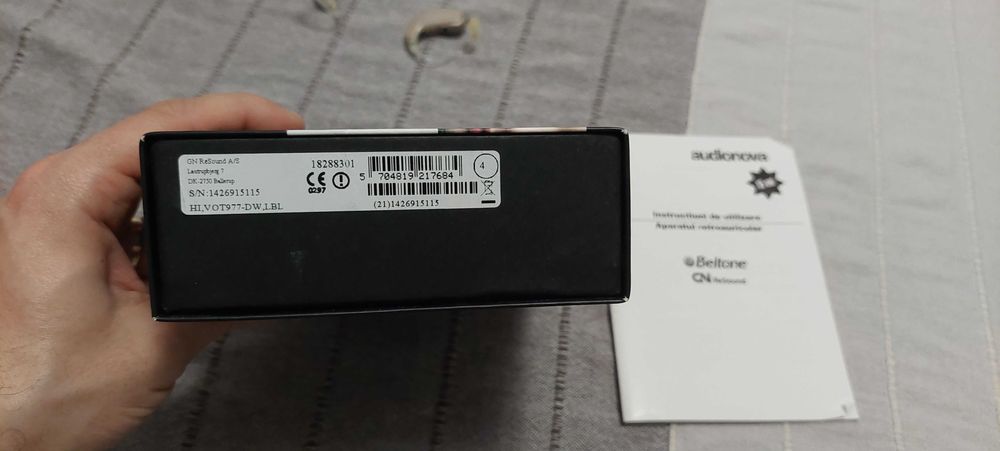 GN ReSound A/S
Lautrupbjerg 7
DK-2750 Ballerup
S/N:1426915115
HI,VOT977-DW,LBL
18288301
0297
5 704819 217684
(21)1426915115
4
audionova
Instructiuni de utilizare
Aparatul retroauricular
Beltone
GN ReSound